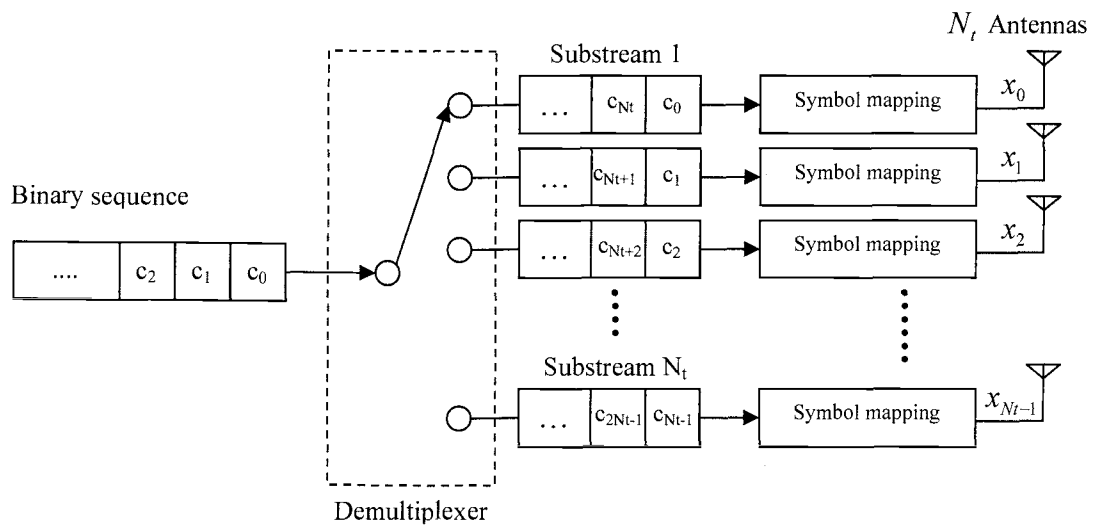 N_t Antennas
Substream 1
... c_Nt c_0 Symbol mapping x_0
... c_Nt+1 c_1 Symbol mapping x_1
Binary sequence
... c_Nt+2 c_2 Symbol mapping x_2
.... c_2 c_1 c_0
Substream N_t
... c_2Nt-1 c_Nt-1 Symbol mapping x_Nt−1
Demultiplexer